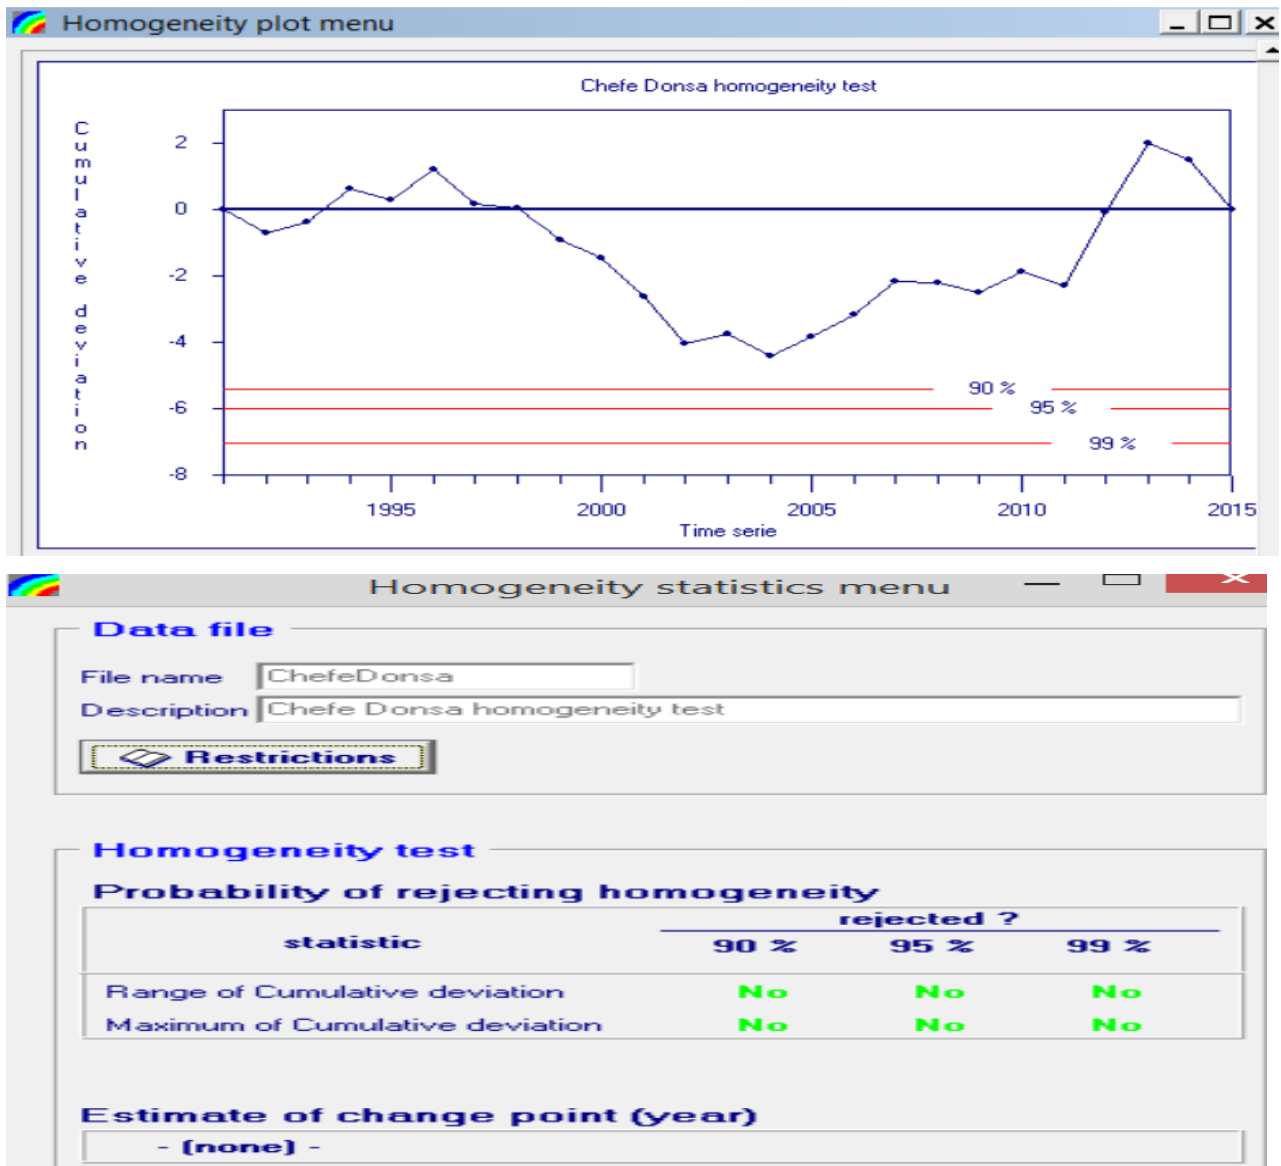 Homogeneity plot menu
Chefe Donsa homogeneity test
Cumulative deviation
2
0
-2
-4
-6
-8
90 %
95 %
99 %
1995 2000 2005 2010 2015
Time serie
Homogeneity statistics menu
Data file
File name ChefeDonsa
Description Chefe Donsa homogeneity test
Restrictions
Homogeneity test
Probability of rejecting homogeneity
rejected ?
statistic 90 % 95 % 99 %
Range of Cumulative deviation No No No
Maximum of Cumulative deviation No No No
Estimate of change point (year)
- (none) -